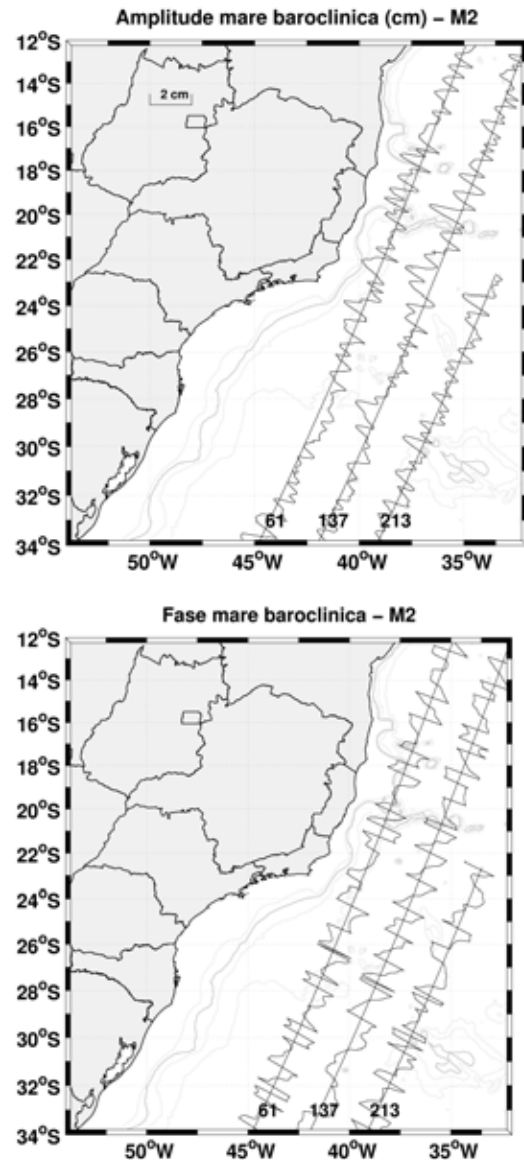 Amplitude mare baroclinica (cm) – M2
12°S
14°S
2 cm
16°S
18°S
20°S
22°S
24°S
26°S
28°S
30°S
32°S
61 137 213
34°S
50°W 45°W 40°W 35°W
Fase mare baroclinica – M2
12°S
14°S
16°S
18°S
20°S
22°S
24°S
26°S
28°S
30°S
32°S
61 137 213
34°S
50°W 45°W 40°W 35°W